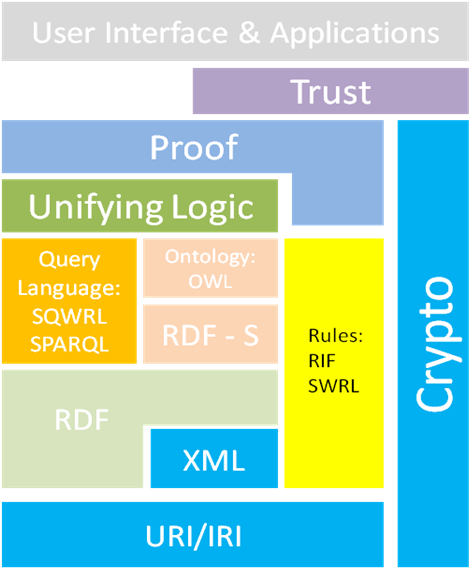 User Interface & Applications
Trust
Proof
Unifying Logic
Query
Language:
SQWRL
SPARQL
Ontology:
OWL
RDF - S
Rules:
RIF
SWRL
Crypto
RDF
XML
URI/IRI